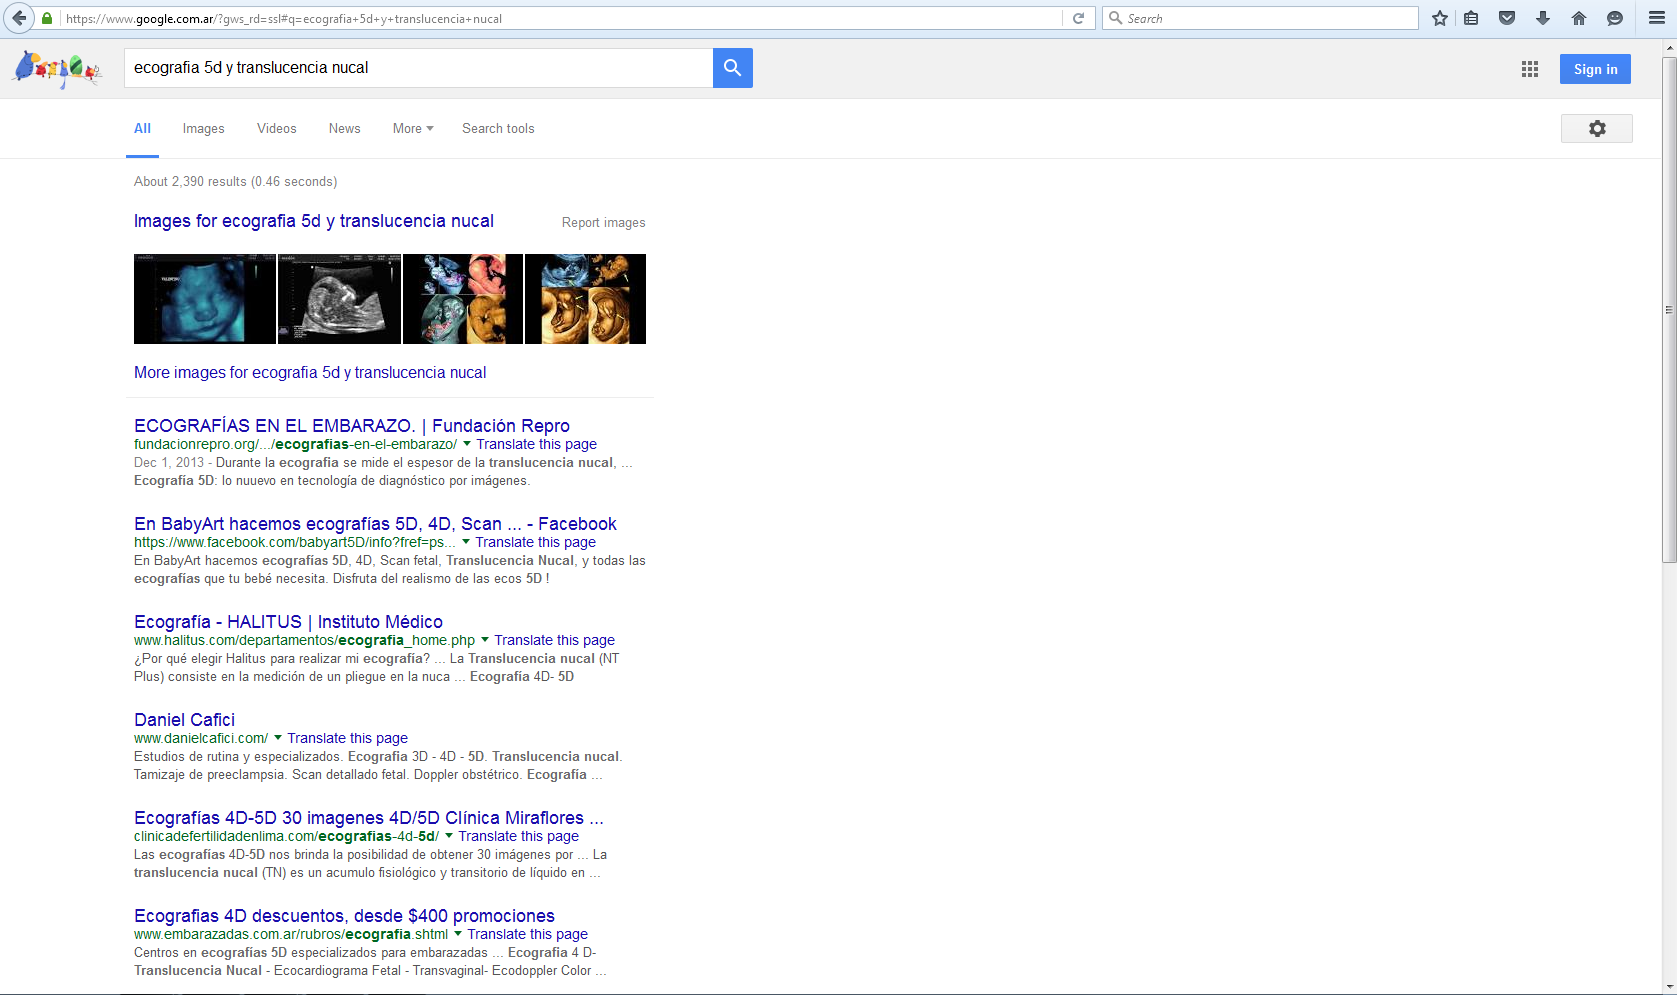 https://www.google.com.ar/?gws_rd=ssl#q=ecografia+5d+y+translucencia+nucal
Search
ecografia 5d y translucencia nucal
Sign in
All Images Videos News More Search tools
About 2,390 results (0.46 seconds)
Images for ecografia 5d y translucencia nucal Report images
More images for ecografia 5d y translucencia nucal
ECOGRAFÍAS EN EL EMBARAZO. | Fundación Repro
fundacionrepro.org/.../ecografias-en-el-embarazo/ Translate this page
Dec 1, 2013 - Durante la ecografia se mide el espesor de la translucencia nucal, ...
Ecografía 5D: lo nuuevo en tecnología de diagnóstico por imágenes.
En BabyArt hacemos ecografías 5D, 4D, Scan ... - Facebook
https://www.facebook.com/babyart5D/info?fref=ps... Translate this page
En BabyArt hacemos ecografías 5D, 4D, Scan fetal, Translucencia Nucal, y todas las
ecografías que tu bebé necesita. Disfruta del realismo de las ecos 5D !
Ecografía - HALITUS | Instituto Médico
www.halitus.com/departamentos/ecografia_home.php Translate this page
¿Por qué elegir Halitus para realizar mi ecografía? ... La Translucencia nucal (NT
Plus) consiste en la medición de un pliegue en la nuca ... Ecografía 4D- 5D
Daniel Cafici
www.danielcafici.com/ Translate this page
Estudios de rutina y especializados. Ecografia 3D - 4D - 5D. Translucencia nucal.
Tamizaje de preeclampsia. Scan detallado fetal. Doppler obstétrico. Ecografía ...
Ecografías 4D-5D 30 imagenes 4D/5D Clínica Miraflores ...
clinicadefertilidadenlima.com/ecografias-4d-5d/ Translate this page
Las ecografías 4D-5D nos brinda la posibilidad de obtener 30 imágenes por ... La
translucencia nucal (TN) es un acumulo fisiológico y transitorio de líquido en ...
Ecografias 4D descuentos, desde $400 promociones
www.embarazadas.com.ar/rubros/ecografia.shtml Translate this page
Centros en ecografías 5D especializados para embarazadas ... Ecografia 4 D-
Translucencia Nucal - Ecocardiograma Fetal - Transvaginal- Ecodoppler Color ...